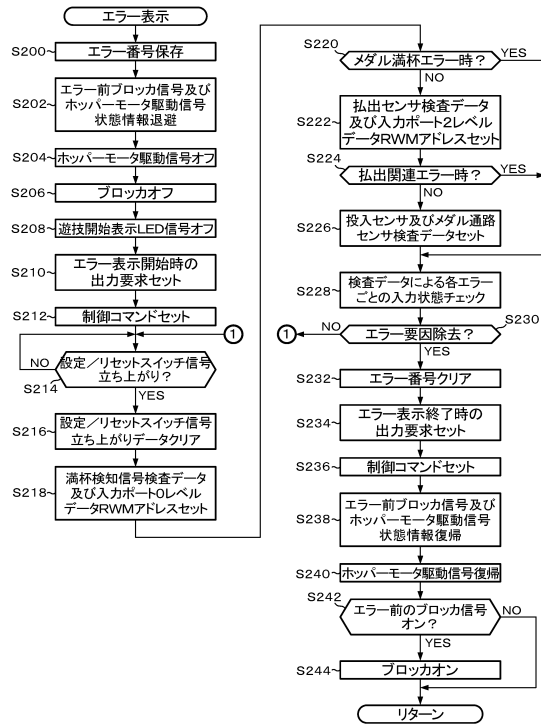 エラー表示
S200
エラー番号保存
S202
エラー前ブロッカ信号及び
ホッパーモータ駆動信号
状態情報退避
S204
ホッパーモータ駆動信号オフ
S206
ブロッカオフ
S208
遊技開始表示LED信号オフ
S210
エラー表示開始時の
出力要求セット
S212
制御コマンドセット
1
NO
設定/リセットスイッチ信号
立ち上がり?
S214
YES
S216
設定/リセットスイッチ信号
立ち上がりデータクリア
S218
満杯検知信号検査データ
及び入力ポート0レベル
データRWMアドレスセット
S220
メダル満杯エラー時?
YES
NO
S222
払出センサ検査データ
及び入力ポート2レベル
データRWMアドレスセット
S224
払出関連エラー時?
YES
NO
S226
投入センサ及びメダル通路
センサ検査データセット
S228
検査データによる各エラー
ごとの入力状態チェック
S230
1
NO
エラー要因除去?
YES
S232
エラー番号クリア
S234
エラー表示終了時の
出力要求セット
S236
制御コマンドセット
S238
エラー前ブロッカ信号及び
ホッパーモータ駆動信号
状態情報復帰
S240
ホッパーモータ駆動信号復帰
S242
エラー前のブロッカ信号
オン?
NO
YES
S244
ブロッカオン
リターン